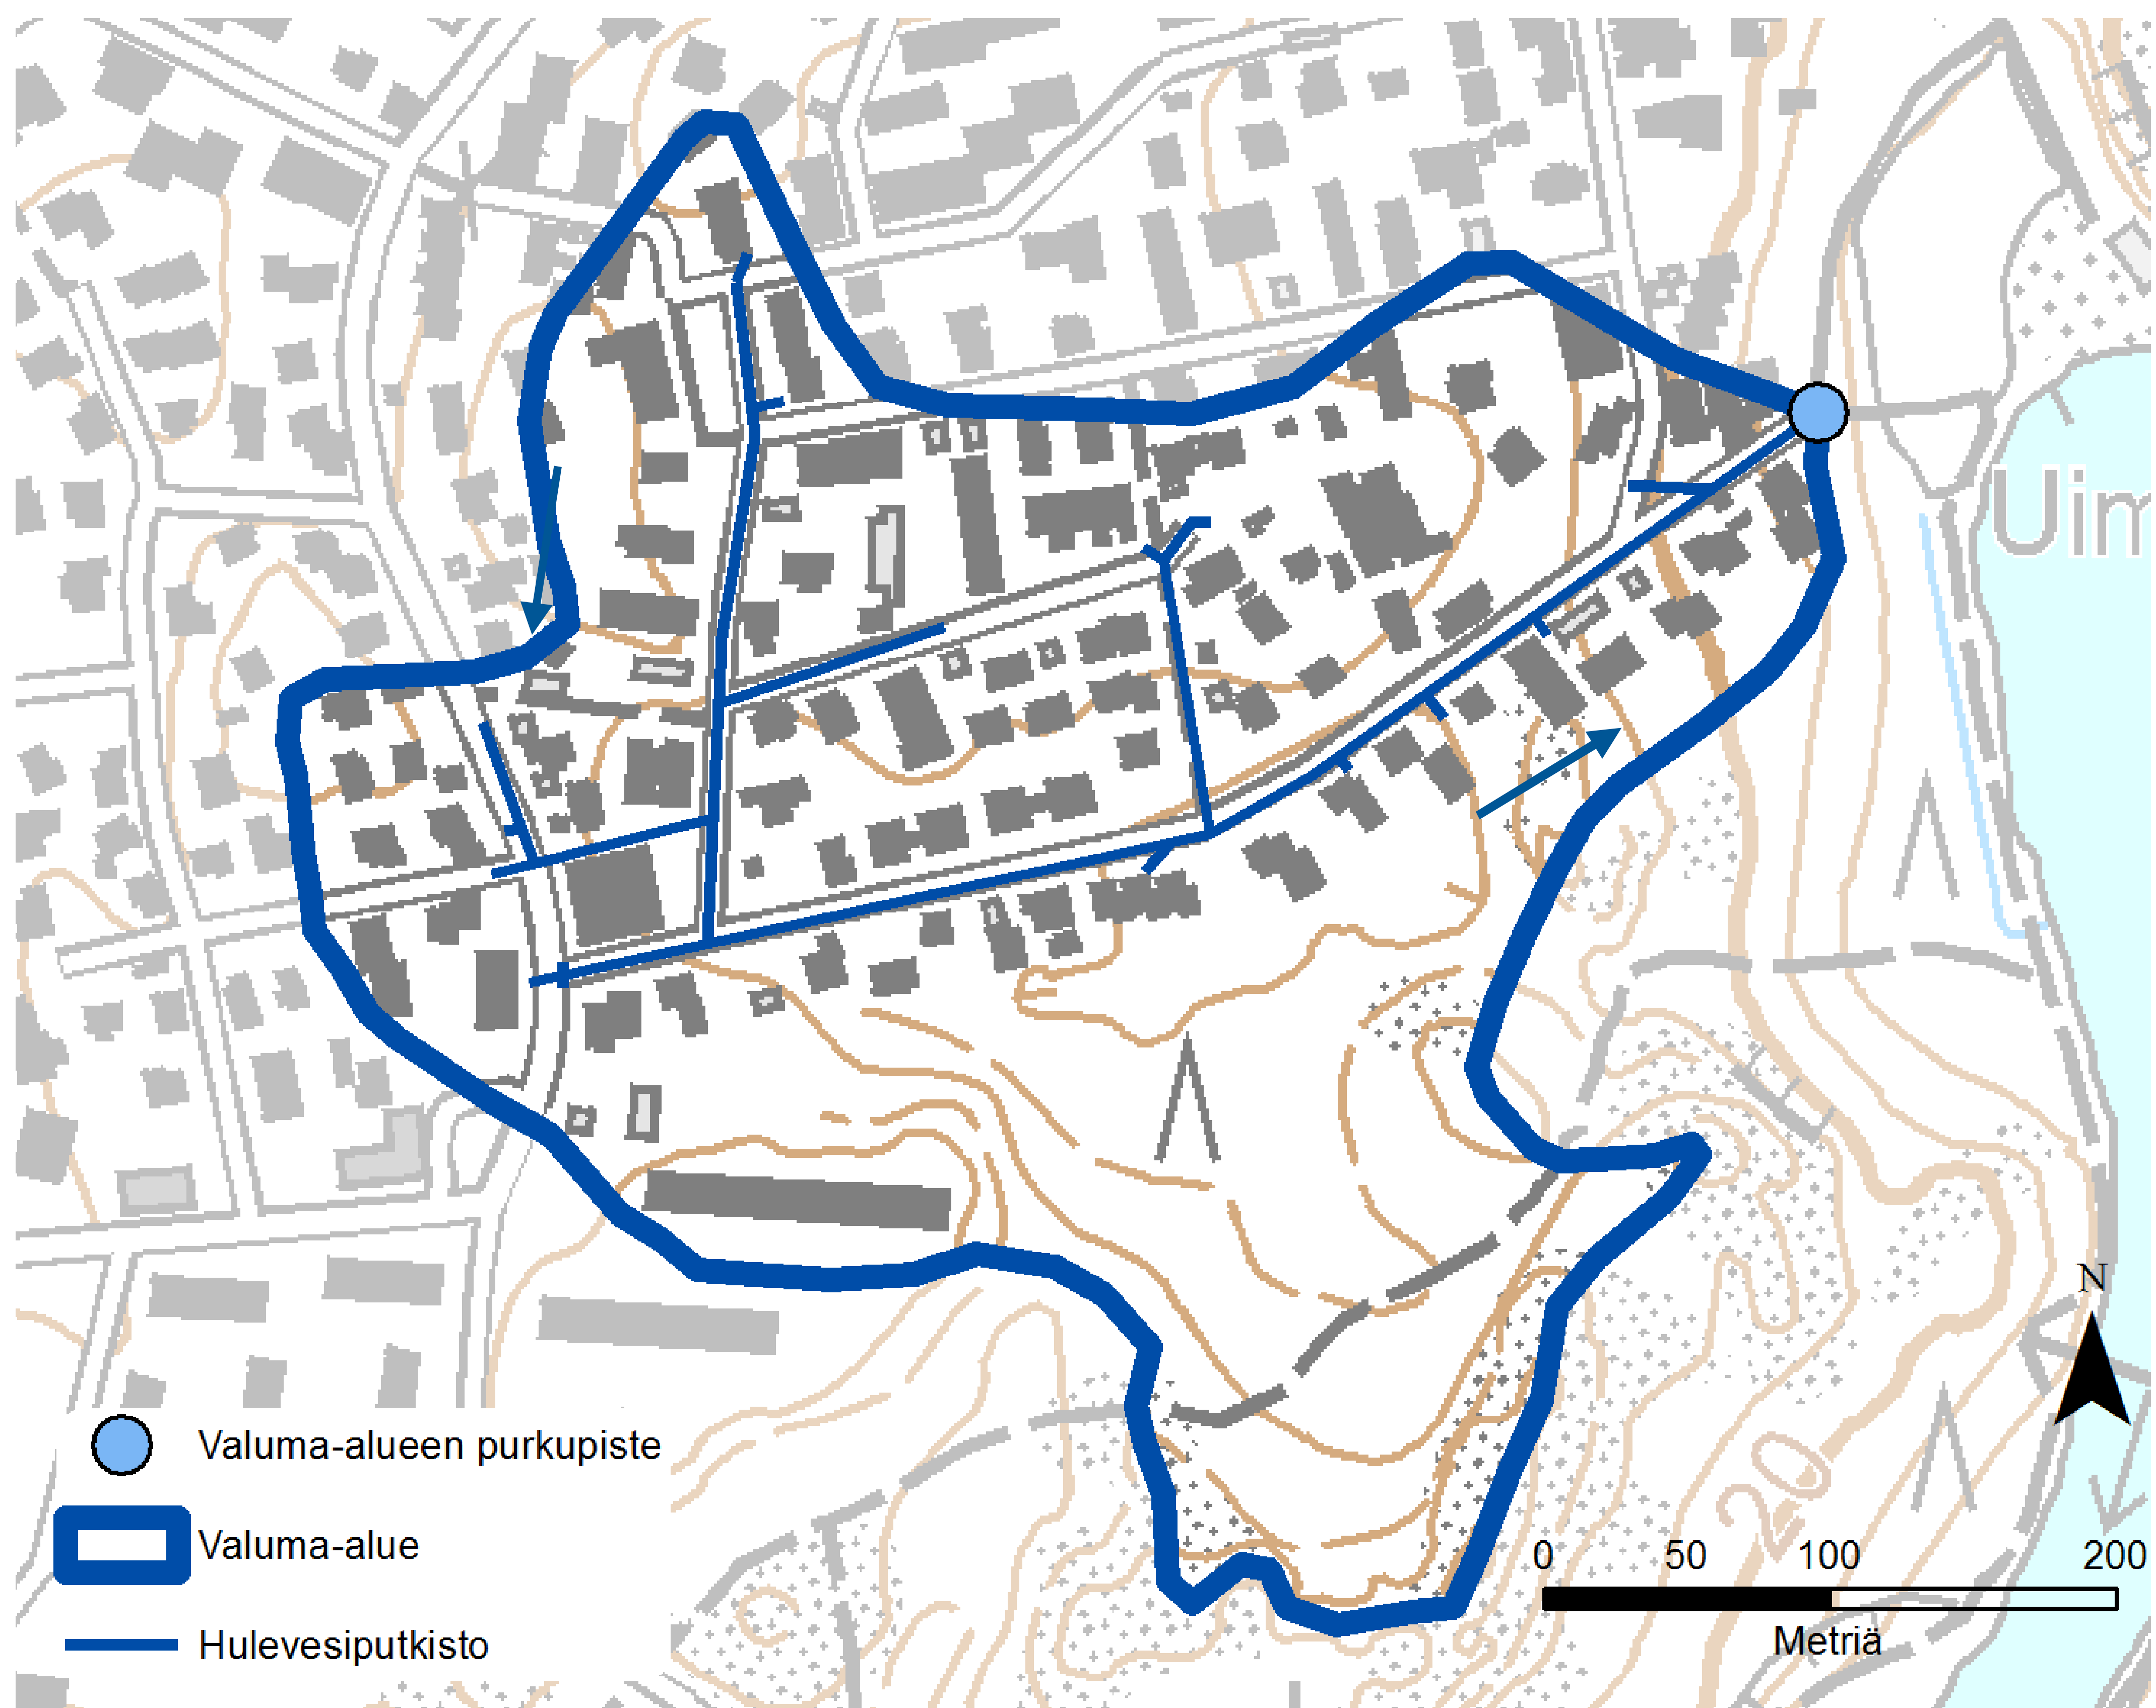 Uim
N
20
0 50 100 200
Metriä
Valuma-alueen purkupiste
Valuma-alue
Hulevesiputkisto